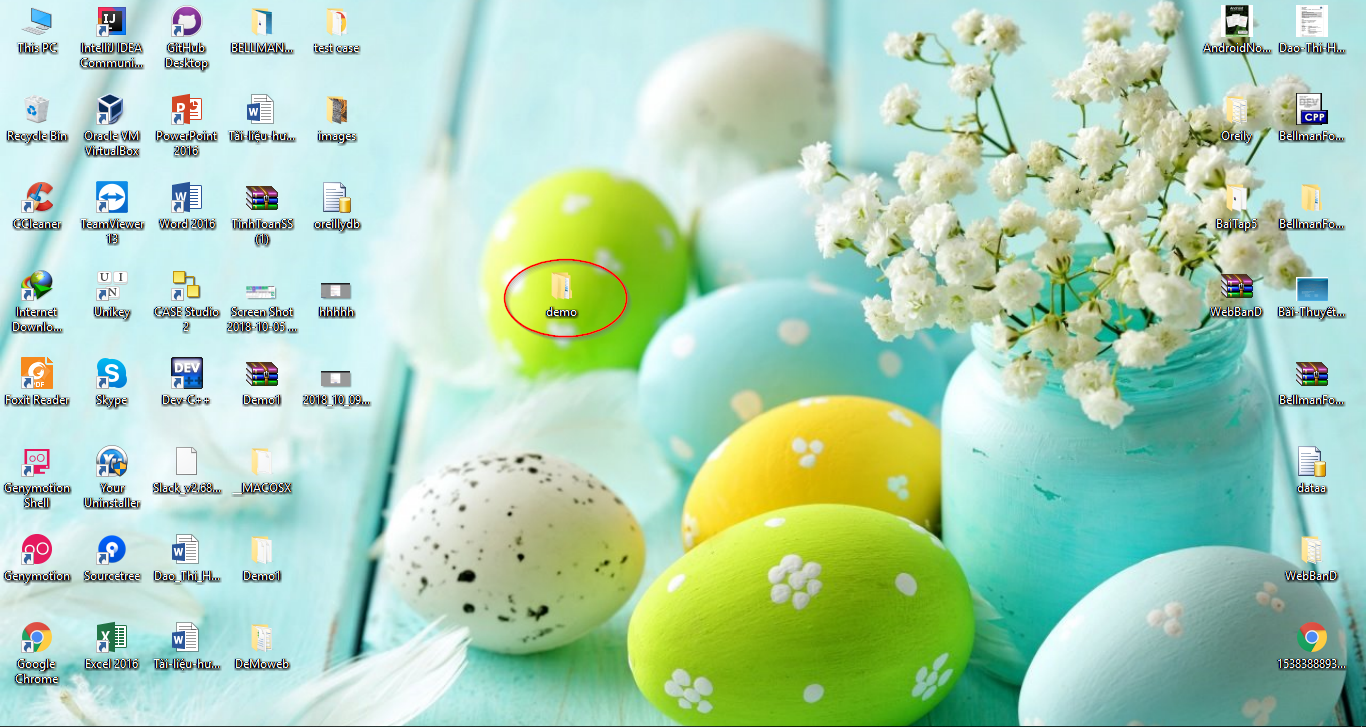 This PC
IntelliJ IDEA
Communi...
GitHub
Desktop
BELLMAN...
test case
Recycle Bin
Oracle VM
VirtualBox
PowerPoint
2016
Tài-liệu-hu...
images
CCleaner
TeamViewer
13
Word 2016
TinhToanSS
(1)
oreillydb
Internet
Downlo...
Unikey
CASE Studio
2
Screen Shot
2018-10-05 ...
hhhhh
Foxit Reader
Skype
Dev-C++
Demo1
2018_10_09...
Genymotion
Shell
Your
Uninstaller
Slack_v2.68...
__MACOSX
Genymotion
Sourcetree
Dao_Thi_H...
Demo1
Google
Chrome
Excel 2016
Tài-liệu-hu...
DeMoweb
demo
AndroidNo...
Dao-Thi-H...
Oreily
BellmanFo...
BaiTap5
BellmanFo...
WebBanD
Bài-Thuyết...
BellmanFo...
dataa
WebBanD
1538388893...